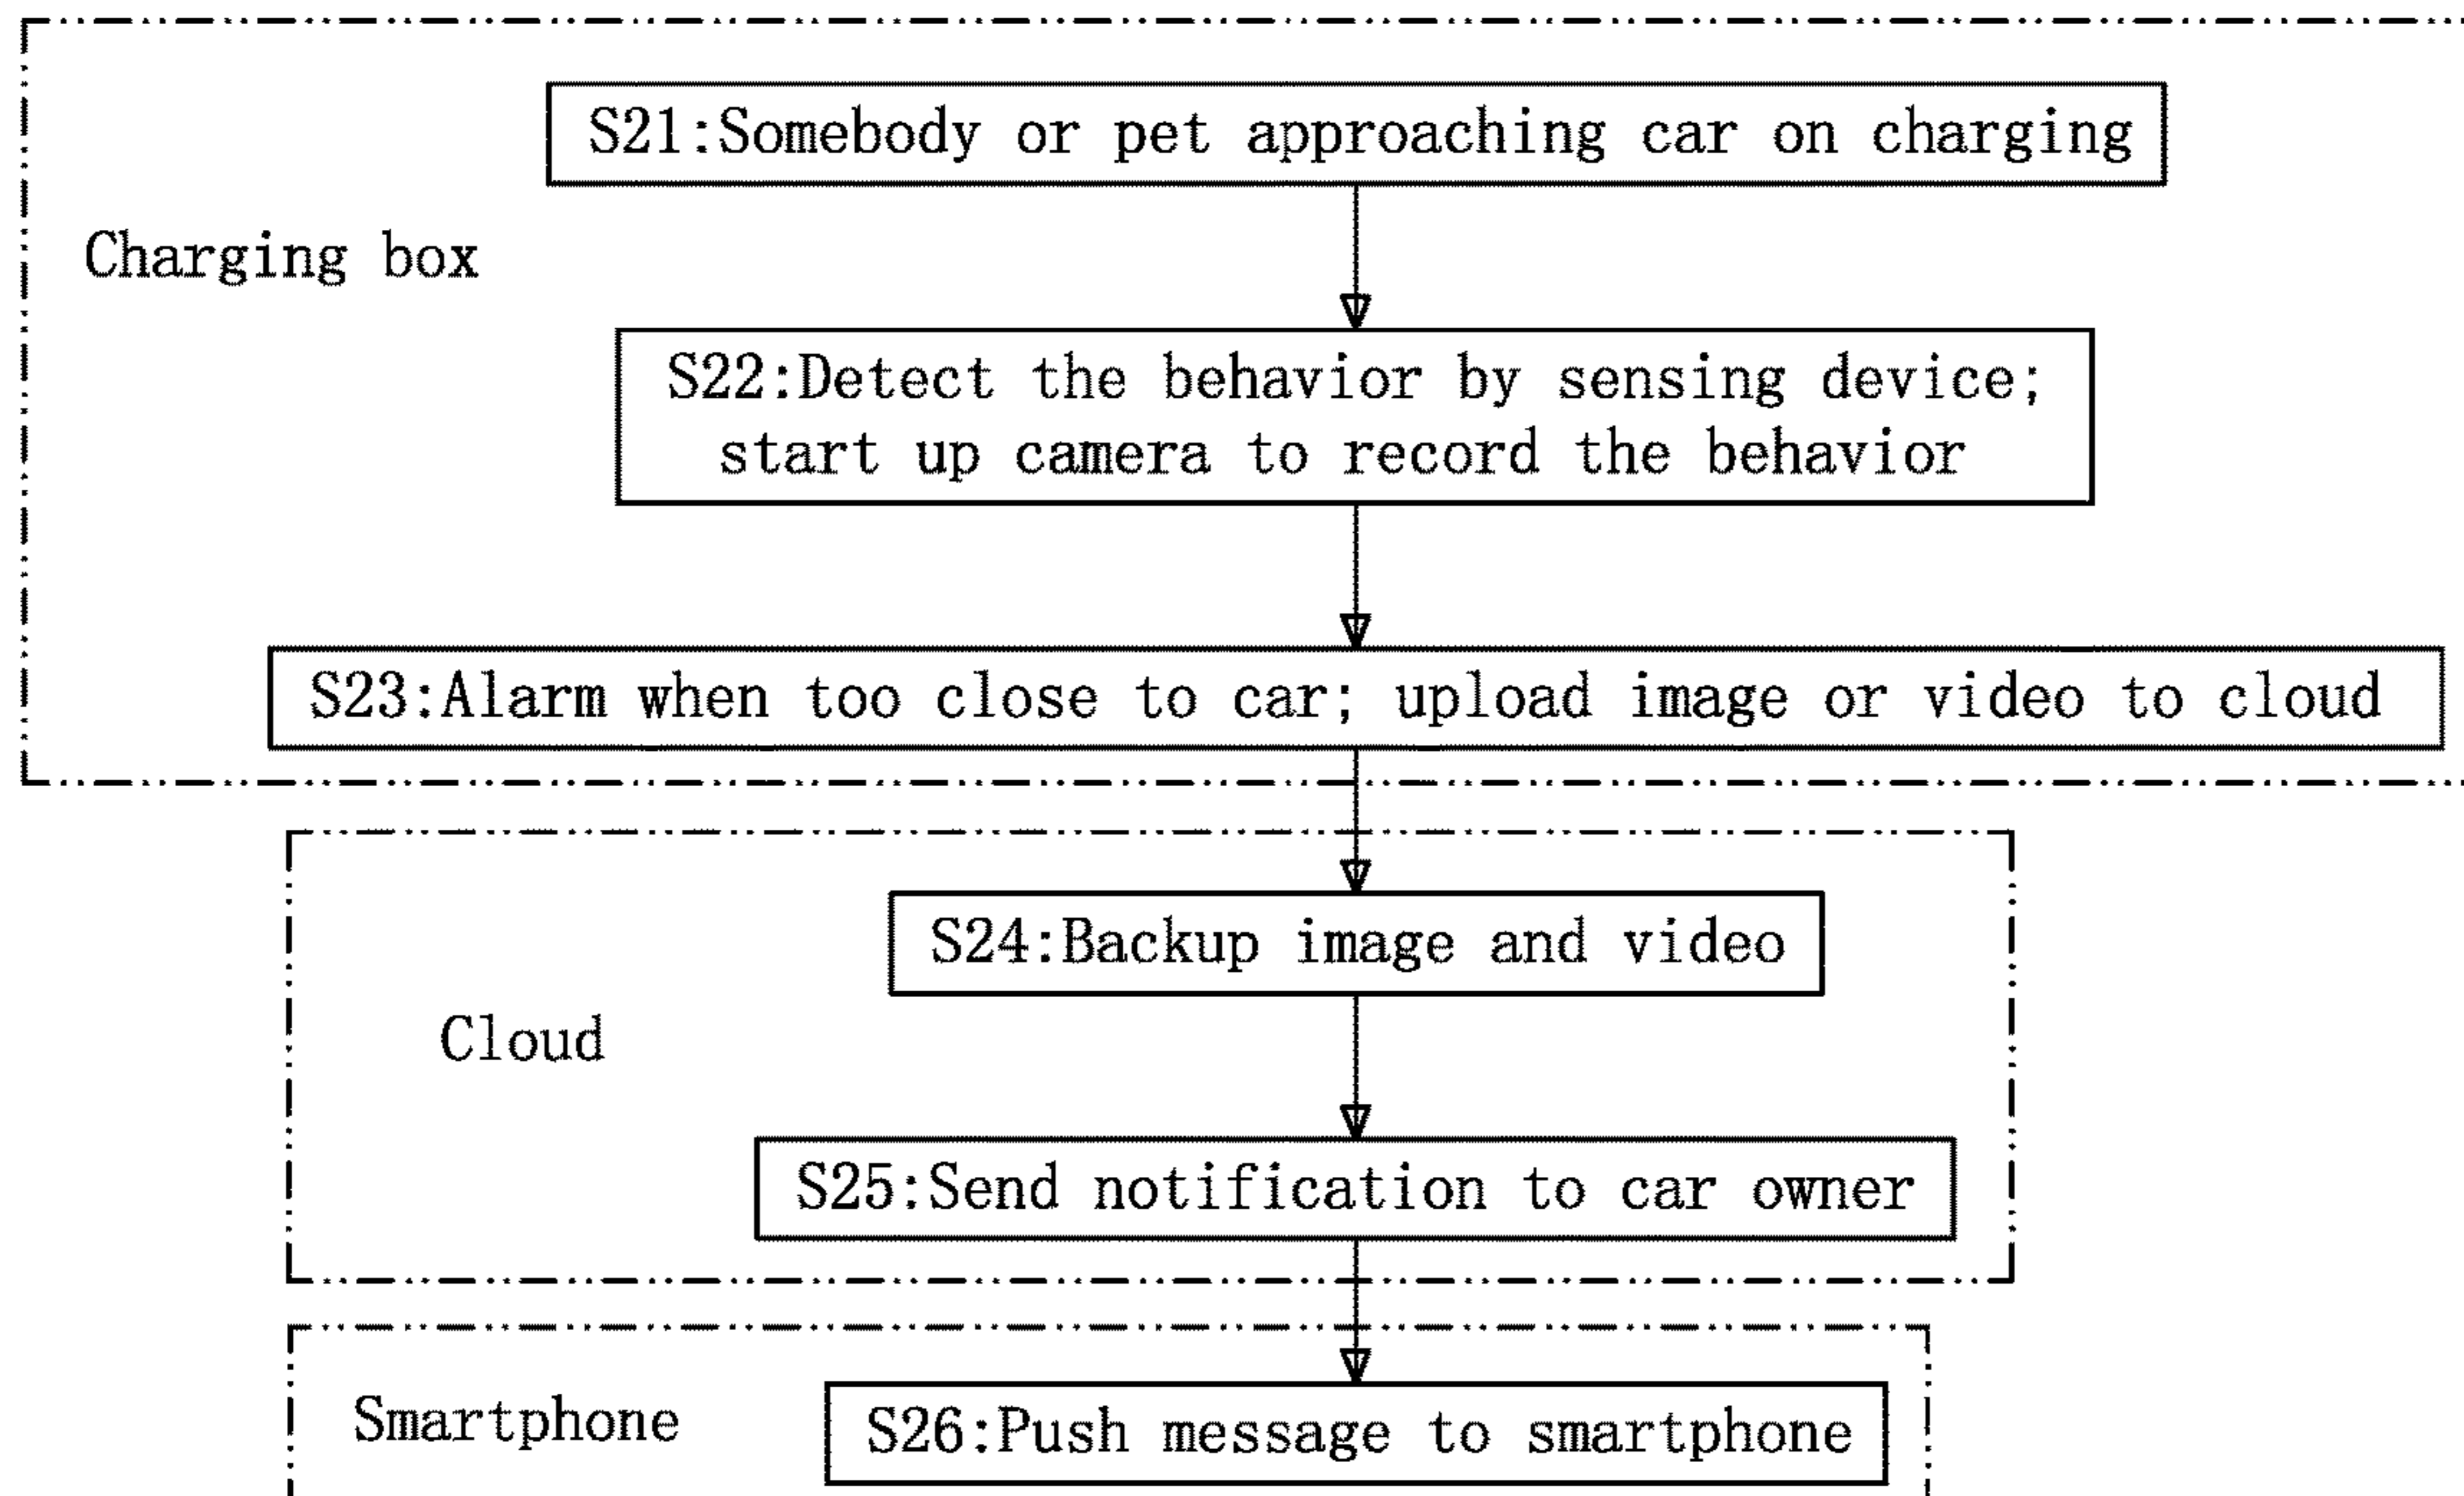 S21:Somebody or pet approaching car on charging
Charging box
S22:Detect the behavior by sensing device;
start up camera to record the behavior
S23:Alarm when too close to car; upload image or video to cloud
S24:Backup image and video
Cloud
S25:Send notification to car owner
Smartphone
S26:Push message to smartphone